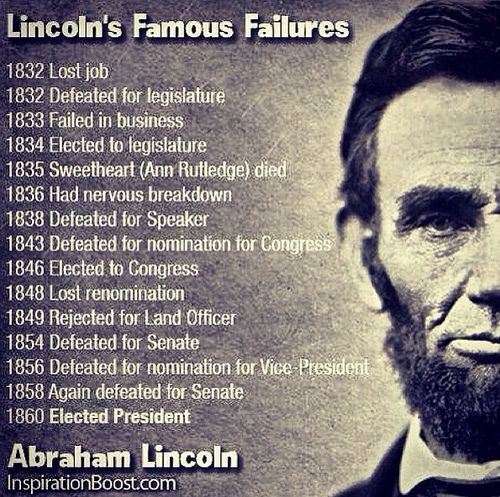 Lincoln's Famous Failures
1832 Lost job
1832 Defeated for legislature
1833 Failed in business
1834 Elected to legislature
1835 Sweetheart (Ann Rutledge) died
1836 Had nervous breakdown
1838 Defeated for Speaker
1843 Defeated for nomination for Congress
1846 Elected to Congress
1848 Lost renomination
1849 Rejected for Land Officer
1854 Defeated for Senate
1856 Defeated for nomination for Vice-President
1858 Again defeated for Senate
1860 Elected President
Abraham Lincoln
InspirationBoost.com